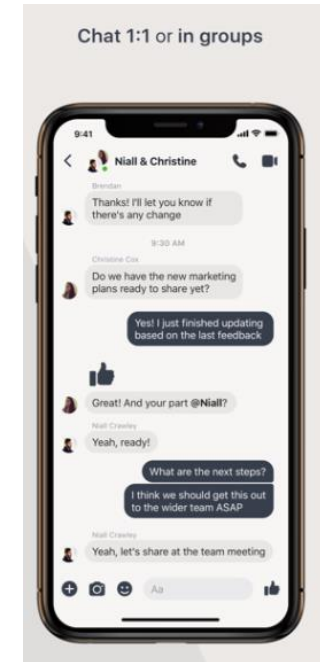 Chat 1:1 or in groups
9:41
Niall & Christine
Brendan
Thanks! I'll let you know if
there's any change
9:30 AM
Christine Cox
Do we have the new marketing
plans ready to share yet?
Yes! I just finished updating
based on the last feedback
Great! And your part @Niall?
Niall Crawley
Yeah, ready!
What are the next steps?
I think we should get this out
to the wider team ASAP
Niall Crawley
Yeah, let's share at the team meeting
Aa